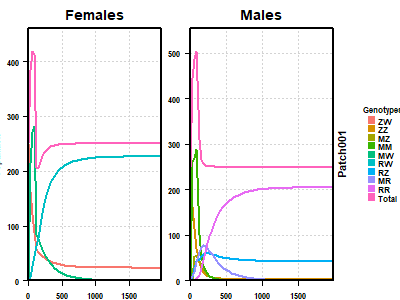 Females Males
400
300
200
100
0
0 500 1000 1500
500
400
300
200
100
0
0 500 1000 1500
Patch001
Genotypes
ZW
ZZ
MZ
MM
MW
RW
RZ
MR
RR
Total